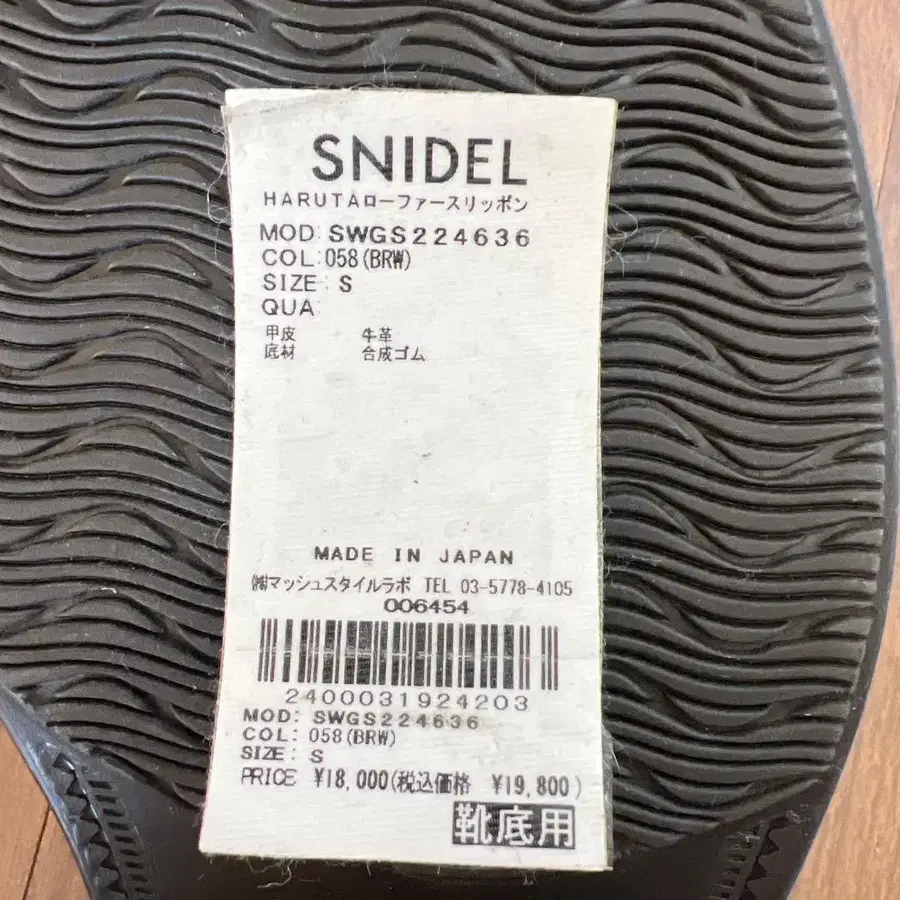 SNIDEL
HARUTAローファースリッポン
MOD:SWGS224636
COL:058(BRW)
SIZE:S
QUA
甲皮 牛革
底材 合成ゴム
MADE IN JAPAN
㈱マッシュスタイルラボ TEL 03-5778-4105
006454
2400031924203
MOD:SWGS224636
COL:058(BRW)
SIZE:S
PRICE ¥18,000(税込価格 ¥19,800)
靴底用